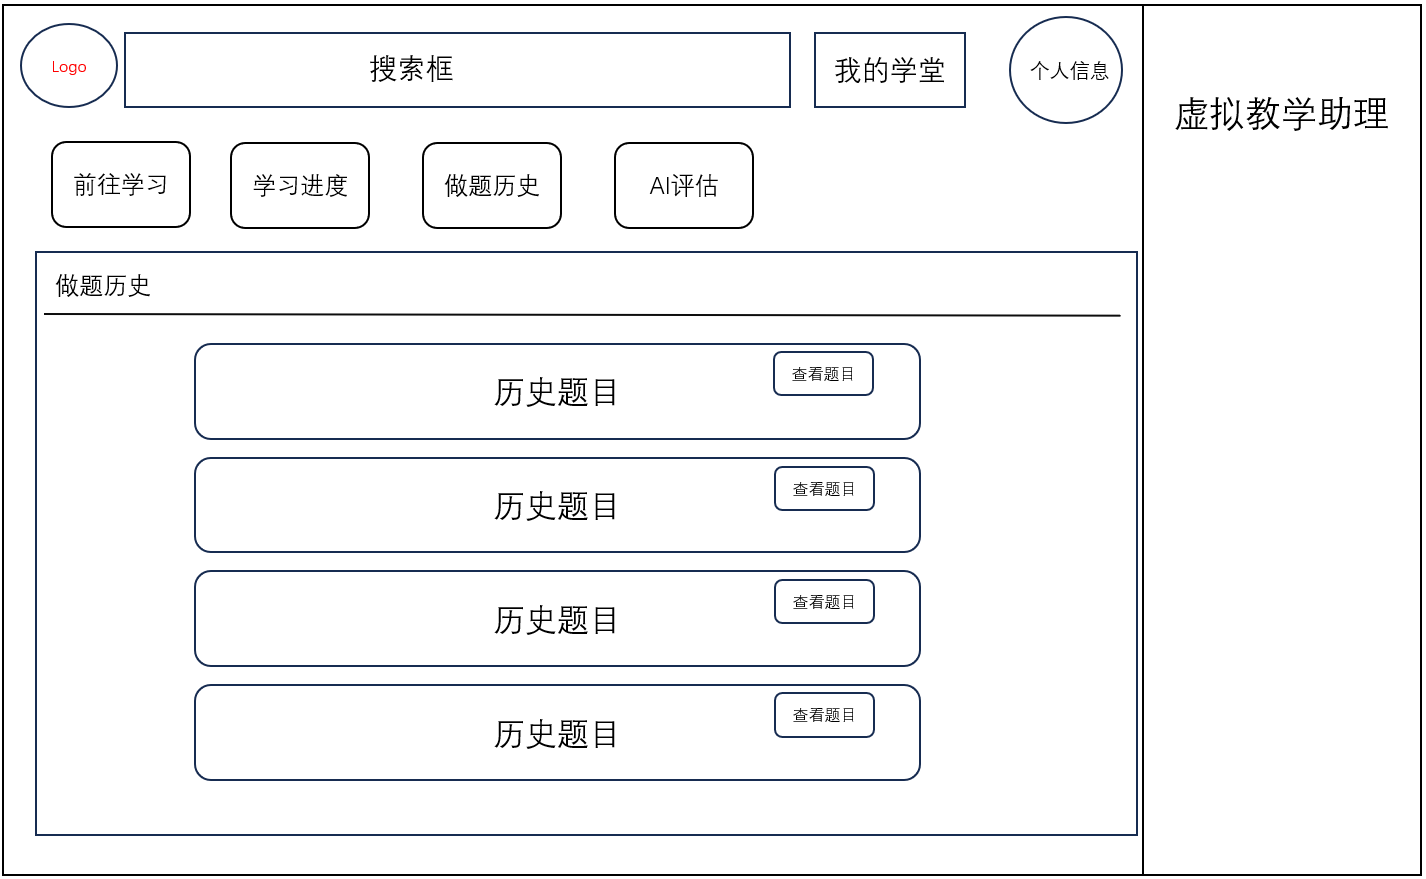 Logo
搜索框
我的学堂
个人信息
虚拟教学助理
前往学习
学习进度
做题历史
AI评估
做题历史
历史题目
查看题目
历史题目
查看题目
历史题目
查看题目
历史题目
查看题目